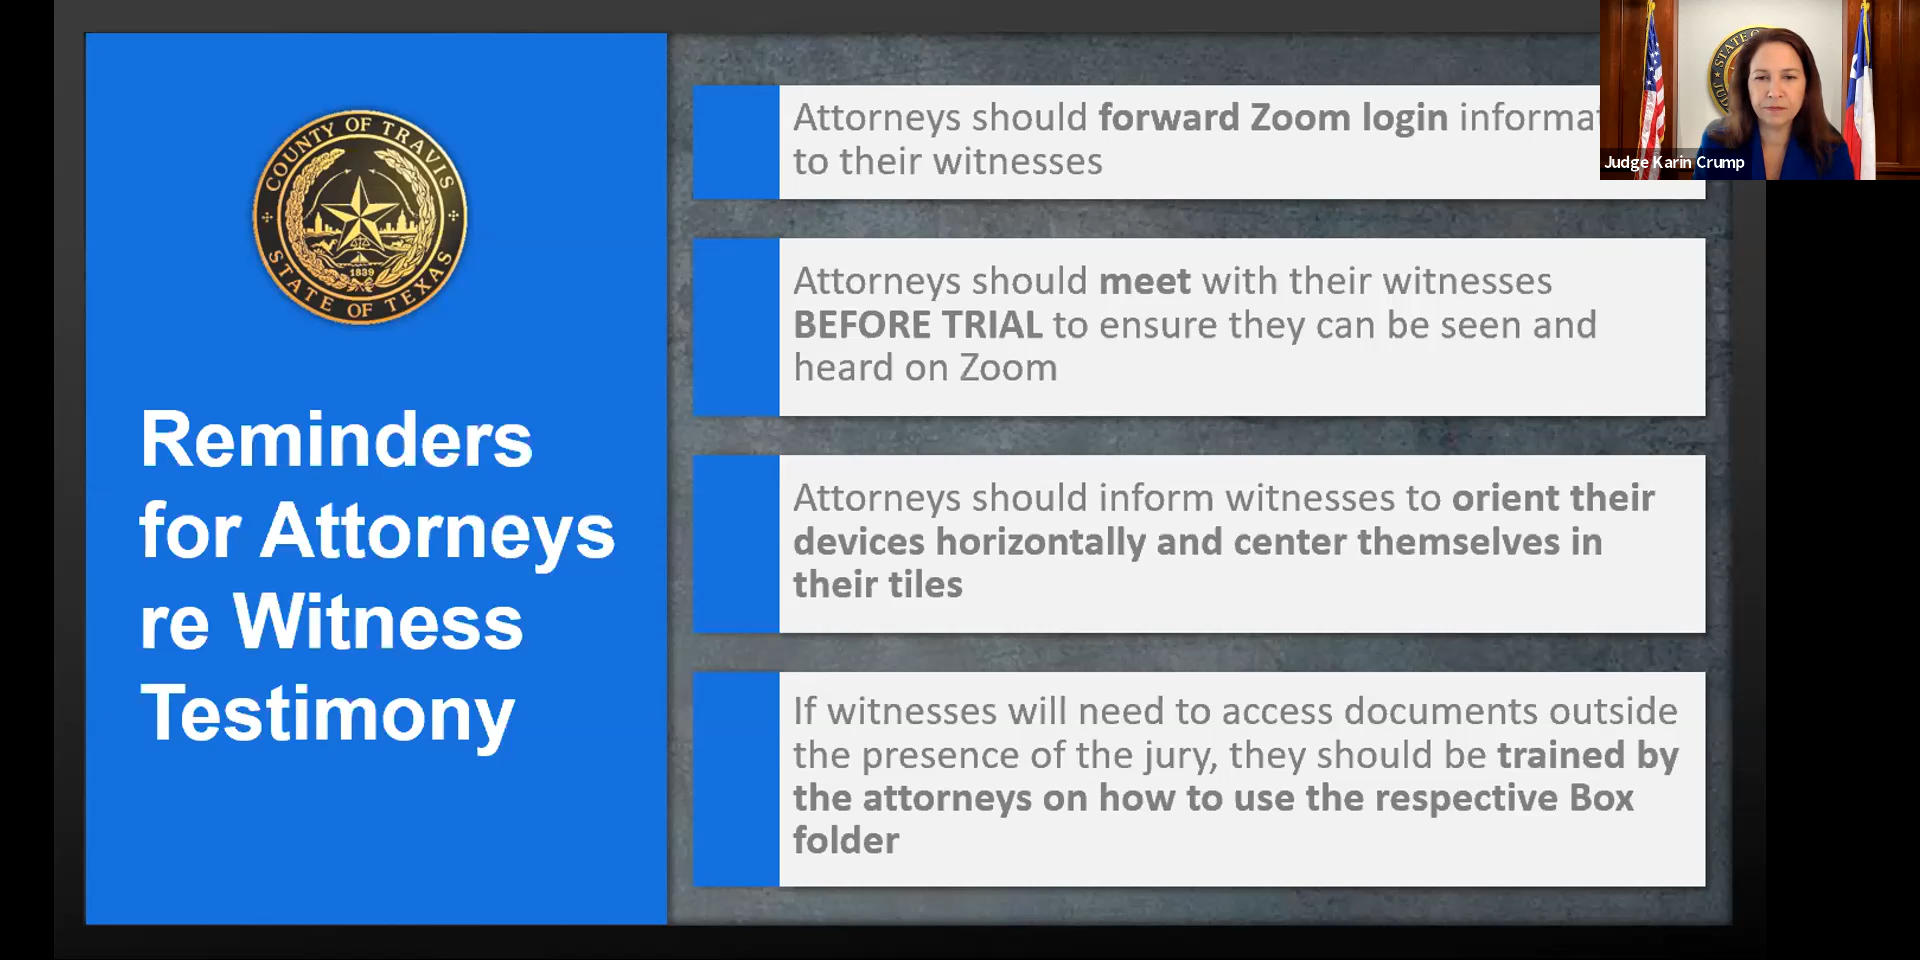 COUNTY OF TRAVIS
1839
STATE OF TEXAS
Reminders
for Attorneys
re Witness
Testimony
Attorneys should forward Zoom login
to their witnesses
Attorneys should meet with their witnesses
BEFORE TRIAL to ensure they can be seen and
heard on Zoom
Attorneys should inform witnesses to orient their
devices horizontally and center themselves in
their tiles
If witnesses will need to access documents outside
the presence of the jury, they should be trained by
the attorneys on how to use the respective Box
folder
Judge Karin Crump